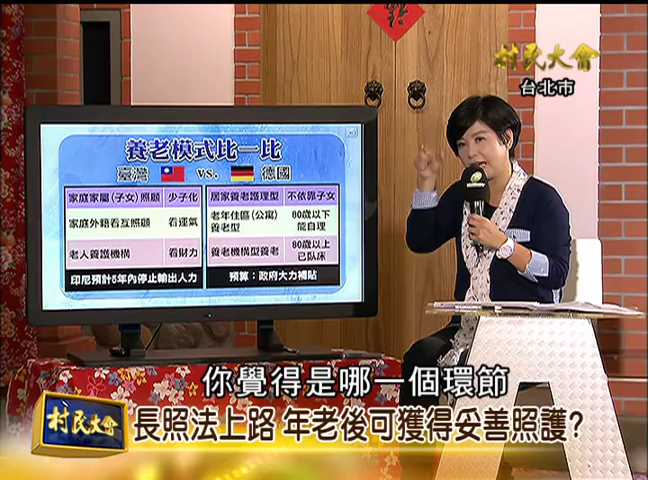 村民大會
台北市
養老模式比一比
臺灣 VS. 德國
家庭家屬(子女)照顧 少子化
家庭外籍看互照顧 看運氣
老人養護機構 看財力
印尼預計5年內停止輸出人力
居家養老護理型 不依靠子女
老年住區(公寓)養老型 80歲以下能自理
養老機構型養老 80歲以上已臥床
預算：政府大力補貼
你覺得是哪一個環節
村民大會
長照法上路 年老後可獲得妥善照護?